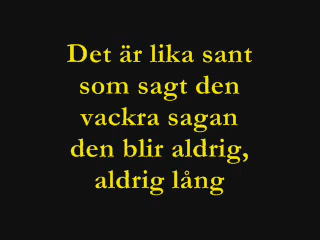 Det är lika sant
som sagt den
vackra sagan
den blir aldrig,
aldrig lång